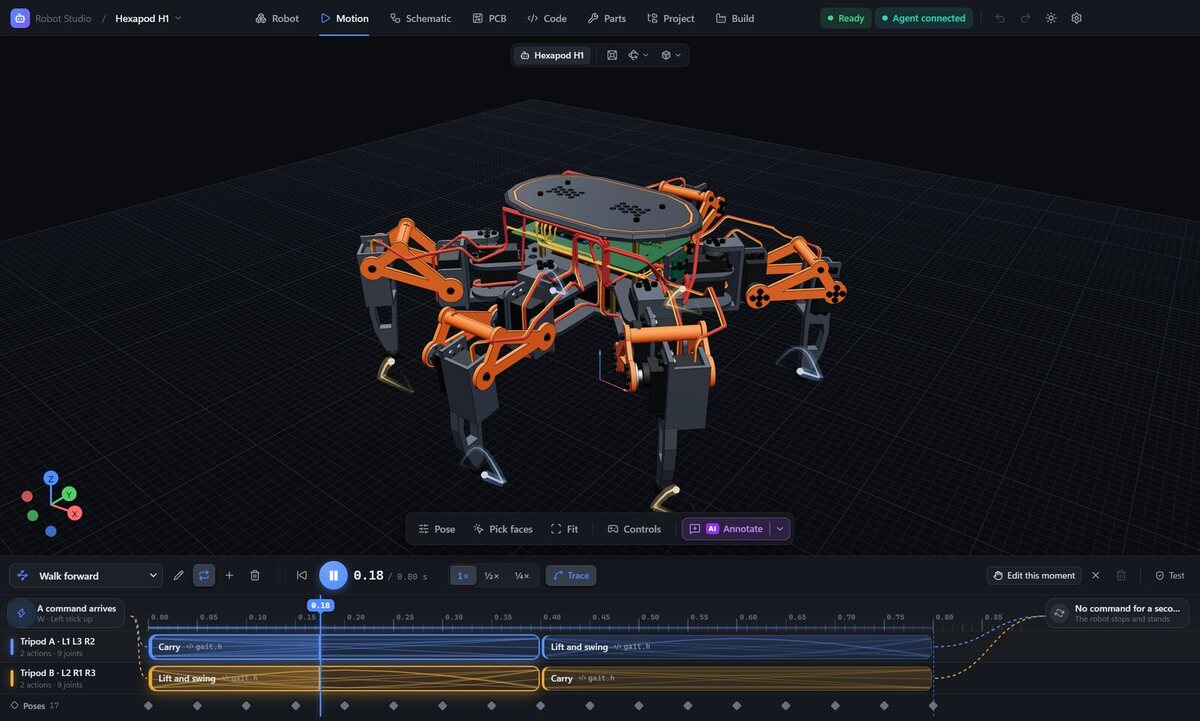 Robot Studio / Hexapod H1
Robot Motion Schematic PCB Code Parts Project Build
Ready Agent connected
Hexapod H1
Z
Y
X
Pose Pick faces Fit Controls AI Annotate
Walk forward
0.18 / 0.80 s
1× ½× ¼× Trace
Edit this moment
Test
0.18
A command arrives
W · Left stick up
0.00 0.05 0.10 0.15 0.20 0.25 0.30 0.35 0.40 0.45 0.50 0.55 0.60 0.65 0.70 0.75 0.80 0.85
No command for a seco...
The robot stops and stands
Tripod A · L1 L3 R2
2 actions · 9 joints
Carry gait.h Lift and swing gait.h
Tripod B · L2 R1 R3
2 actions · 9 joints
Lift and swing gait.h Carry gait.h
Poses 17